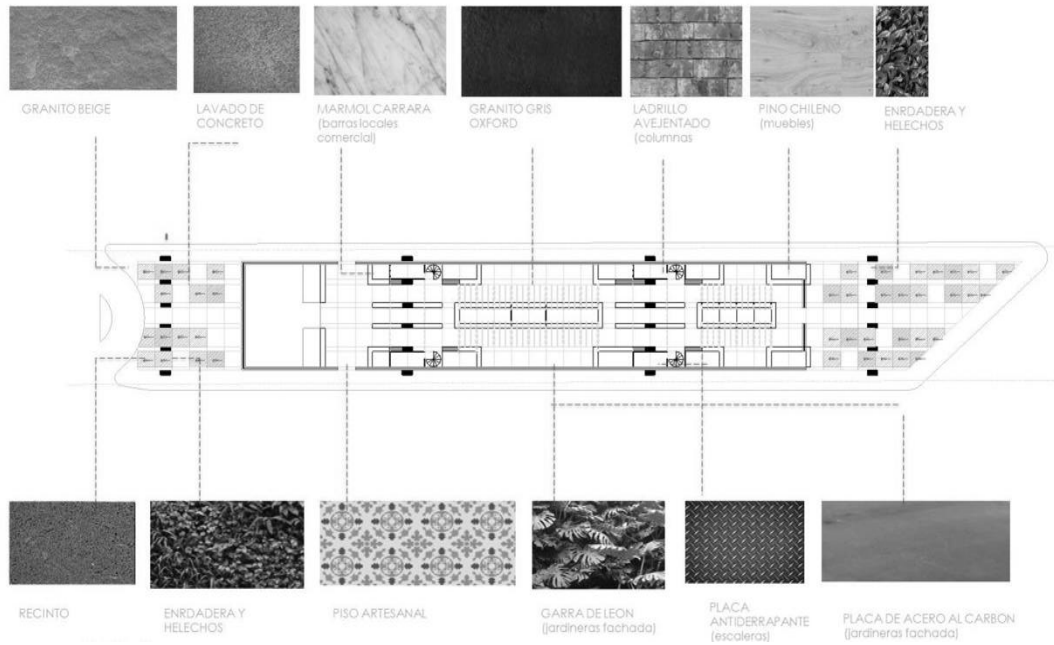 GRANITO BEIGE
LAVADO DE
CONCRETO
MARMOL CARRARA
(barras locales
comercial)
GRANITO GRIS
OXFORD
LADRILLO
AVEJENTADO
(columnas
PINO CHILENO
(muebles)
ENRDADERA Y
HELECHOS
RECINTO
ENRDADERA Y
HELECHOS
PISO ARTESANAL
GARRA DE LEON
(jardineras fachada)
PLACA
ANTIDERRAPANTE
(escaleras)
PLACA DE ACERO AL CARBON
(jardineras fachada)